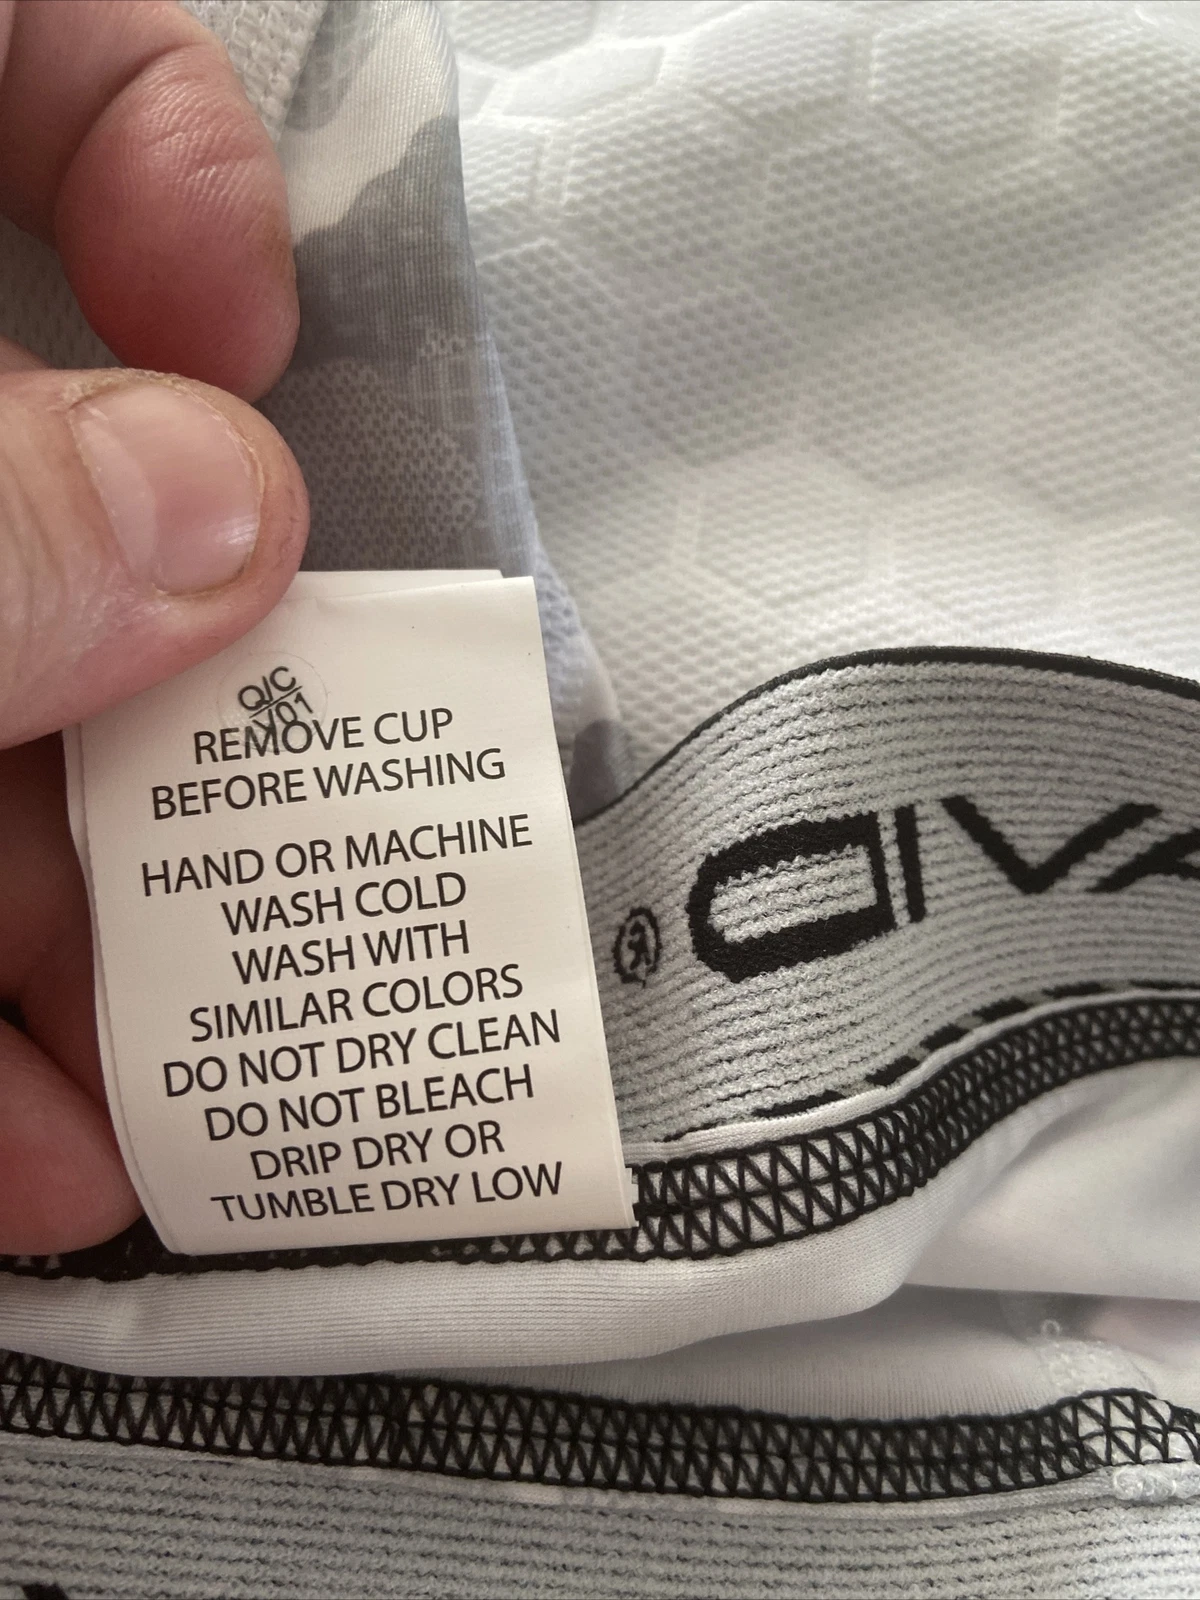 Q/C
REMOVE CUP
BEFORE WASHING
HAND OR MACHINE
WASH COLD
WASH WITH
SIMILAR COLORS
DO NOT DRY CLEAN
DO NOT BLEACH
DRIP DRY OR
TUMBLE DRY LOW